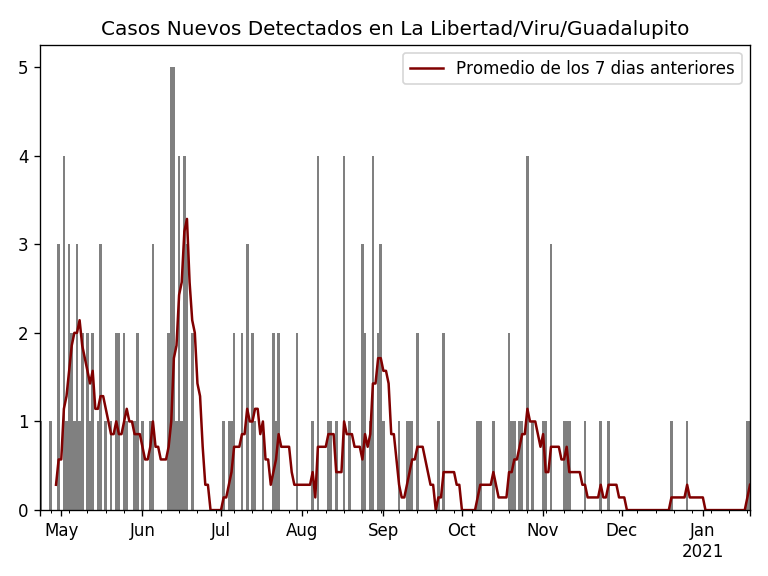 Casos Nuevos Detectados en La Libertad/Viru/Guadalupito
Promedio de los 7 dias anteriores
5
4
3
2
1
0
May Jun Jul Aug Sep Oct Nov Dec Jan
2021